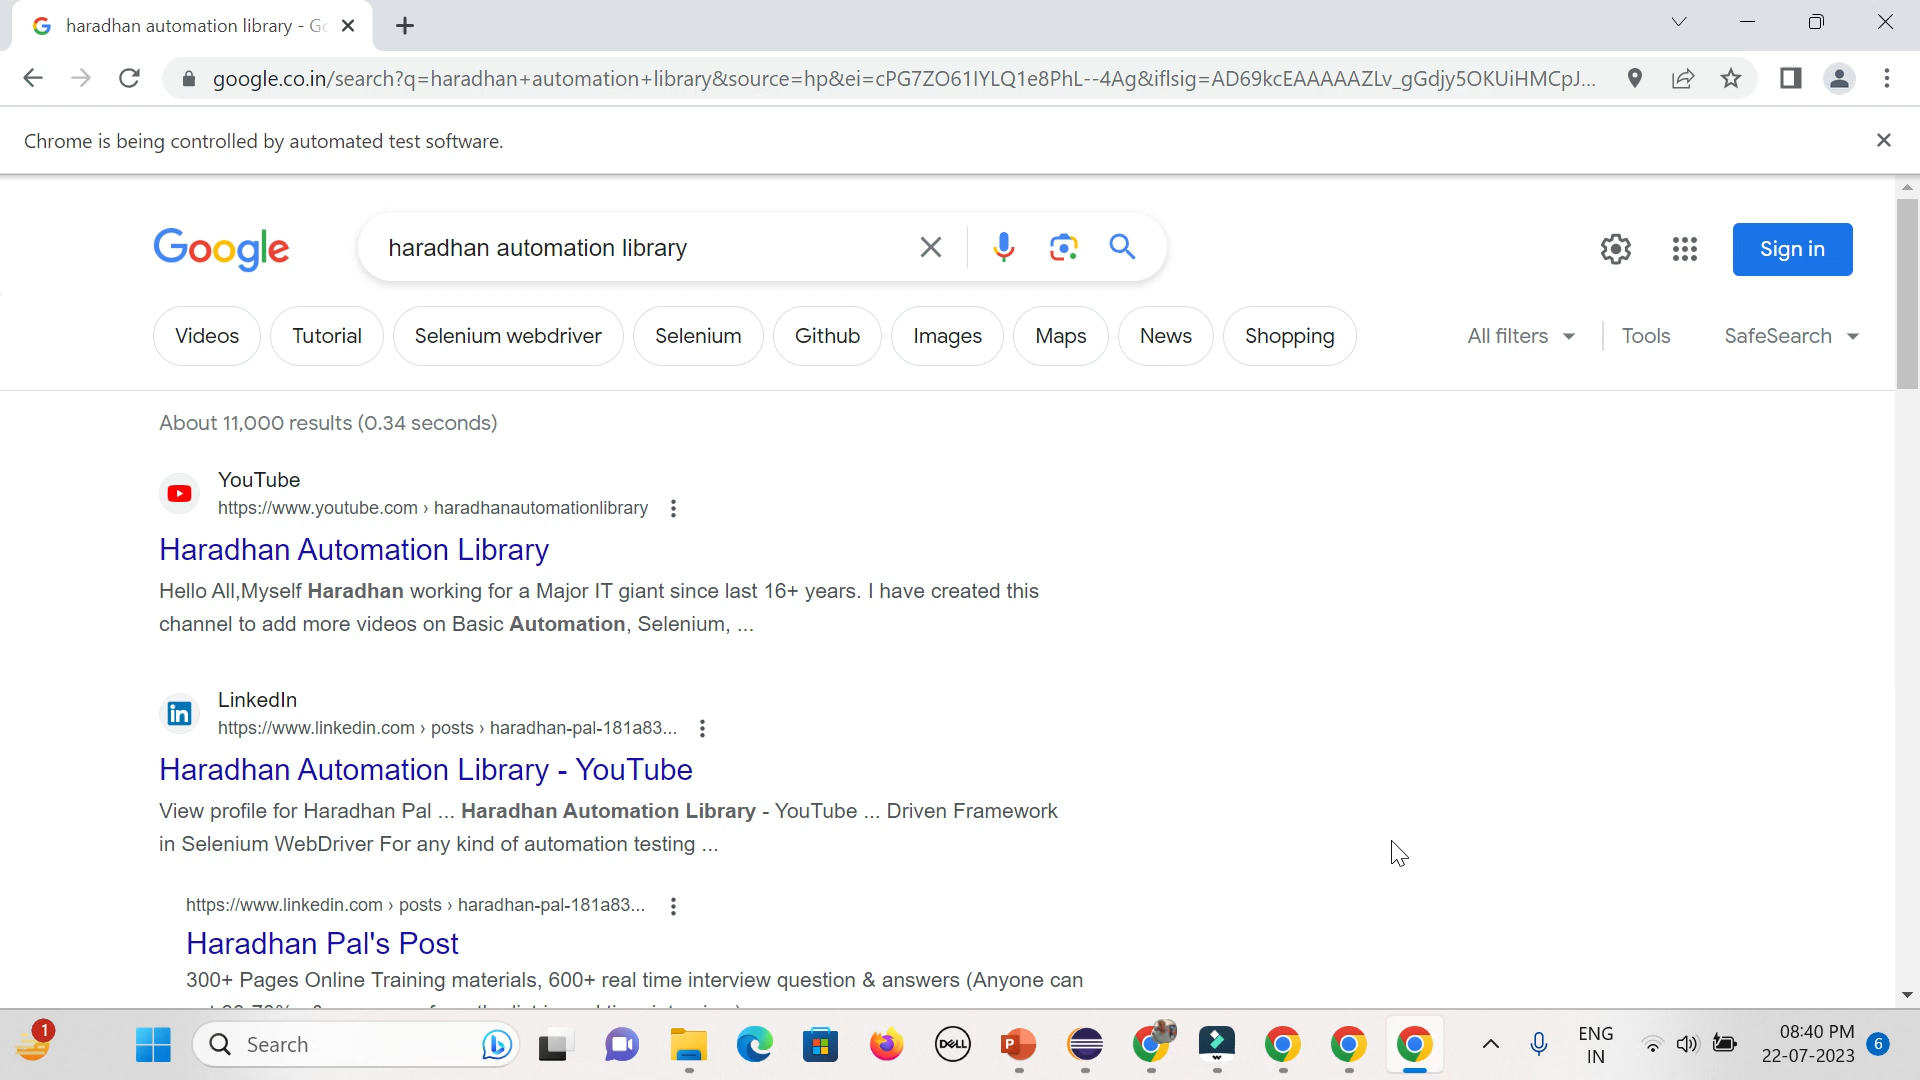 haradhan automation library - Go
google.co.in/search?q=haradhan+automation+library&source=hp&ei=cPG7ZO61IYLQ1e8PhL--4Ag&iflsig=AD69kcEAAAAAZLv_gGdjy5OKUiHMCpJ...
Chrome is being controlled by automated test software.
Google
haradhan automation library
Sign in
Videos Tutorial Selenium webdriver Selenium Github Images Maps News Shopping All filters Tools SafeSearch
About 11,000 results (0.34 seconds)
YouTube
https://www.youtube.com › haradhanautomationlibrary
Haradhan Automation Library
Hello All,Myself Haradhan working for a Major IT giant since last 16+ years. I have created this
channel to add more videos on Basic Automation, Selenium, ...
LinkedIn
https://www.linkedin.com › posts › haradhan-pal-181a83...
Haradhan Automation Library - YouTube
View profile for Haradhan Pal ... Haradhan Automation Library - YouTube ... Driven Framework
in Selenium WebDriver For any kind of automation testing ...
https://www.linkedin.com › posts › haradhan-pal-181a83...
Haradhan Pal's Post
300+ Pages Online Training materials, 600+ real time interview question & answers (Anyone can
1
Search
DELL
ENG
IN
08:40 PM
22-07-2023
6